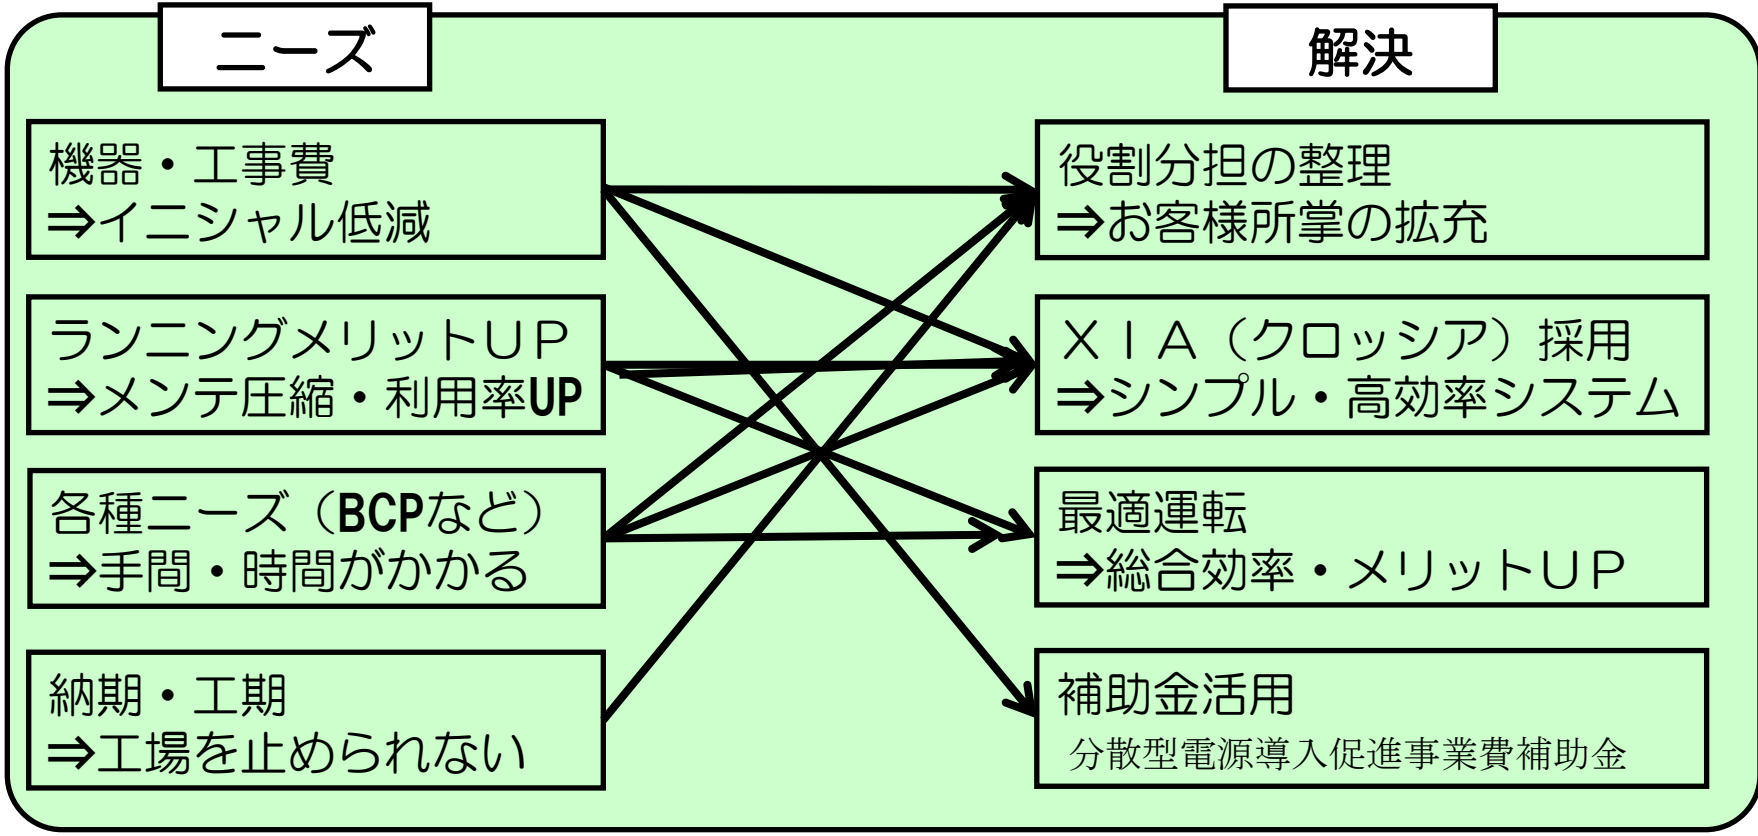 ニーズ
機器・工事費
⇒イニシャル低減
ランニングメリットＵＰ
⇒メンテ圧縮・利用率UP
各種ニーズ（BCPなど）
⇒手間・時間がかかる
納期・工期
⇒工場を止められない
解決
役割分担の整理
⇒お客様所掌の拡充
ＸＩＡ（クロッシア）採用
⇒シンプル・高効率システム
最適運転
⇒総合効率・メリットＵＰ
補助金活用
分散型電源導入促進事業費補助金